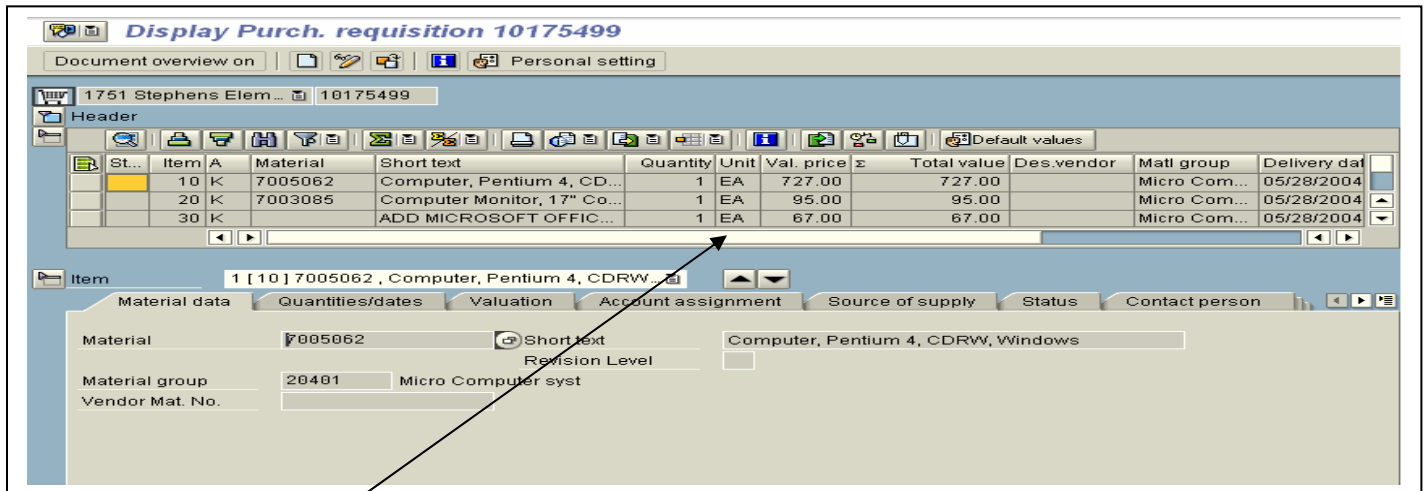 Display Purch. requisition 10175499
Document overview on Personal setting
1751 Stephens Elem... 10175499
Header
Default values
St... Item A Material Short text Quantity Unit Val. price Σ Total value Des.vendor Matl group Delivery dat
10 K 7005062 Computer, Pentium 4, CD... 1 EA 727.00 727.00 Micro Com... 05/28/2004
20 K 7003085 Computer Monitor, 17" Co... 1 EA 95.00 95.00 Micro Com... 05/28/2004
30 K ADD MICROSOFT OFFIC... 1 EA 67.00 67.00 Micro Com... 05/28/2004
Item 1 [ 10 ] 7005062 , Computer, Pentium 4, CDRW...
Material data Quantities/dates Valuation Account assignment Source of supply Status Contact person
Material 7005062 Short text Computer, Pentium 4, CDRW, Windows
Revision Level
Material group 20401 Micro Computer syst
Vendor Mat. No.